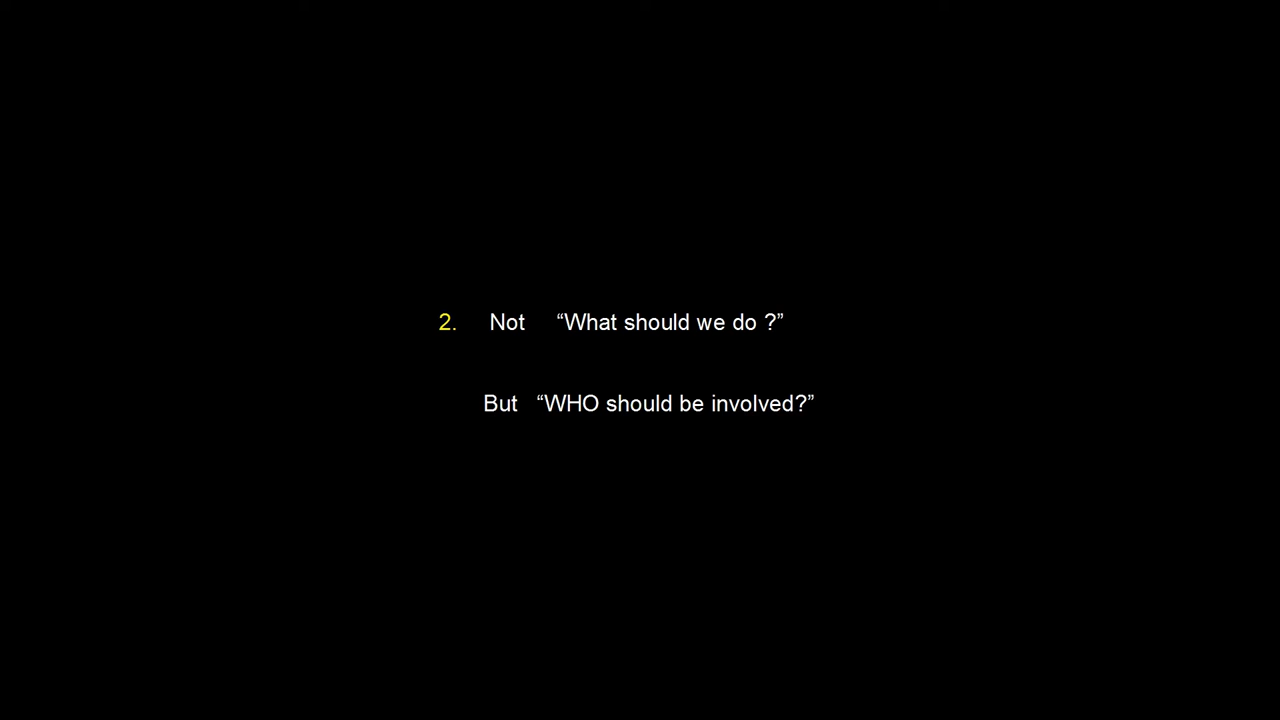 2. Not “What should we do ?”
But “WHO should be involved?”